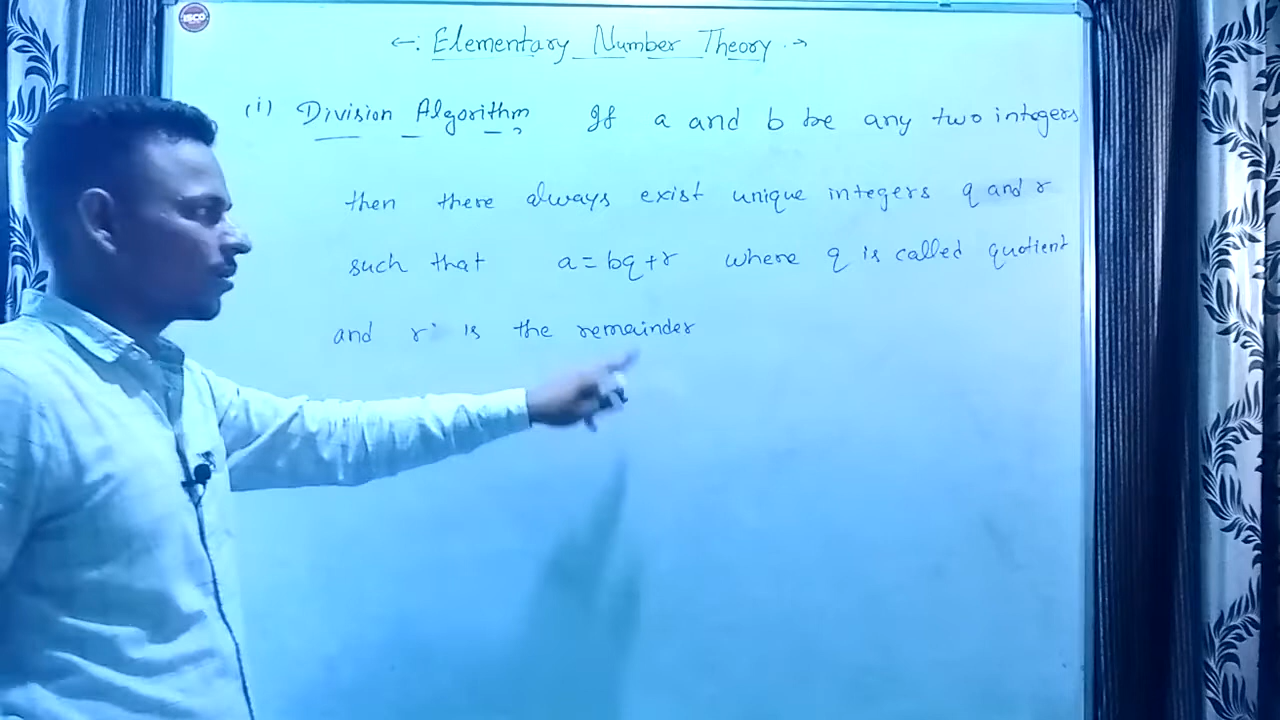 ISCO
←: Elementary Number Theory :→
(i) Division Algorithm If a and b be any two integers
then there always exist unique integers q and r
such that a = bq + r where q is called quotient
and r is the remainder